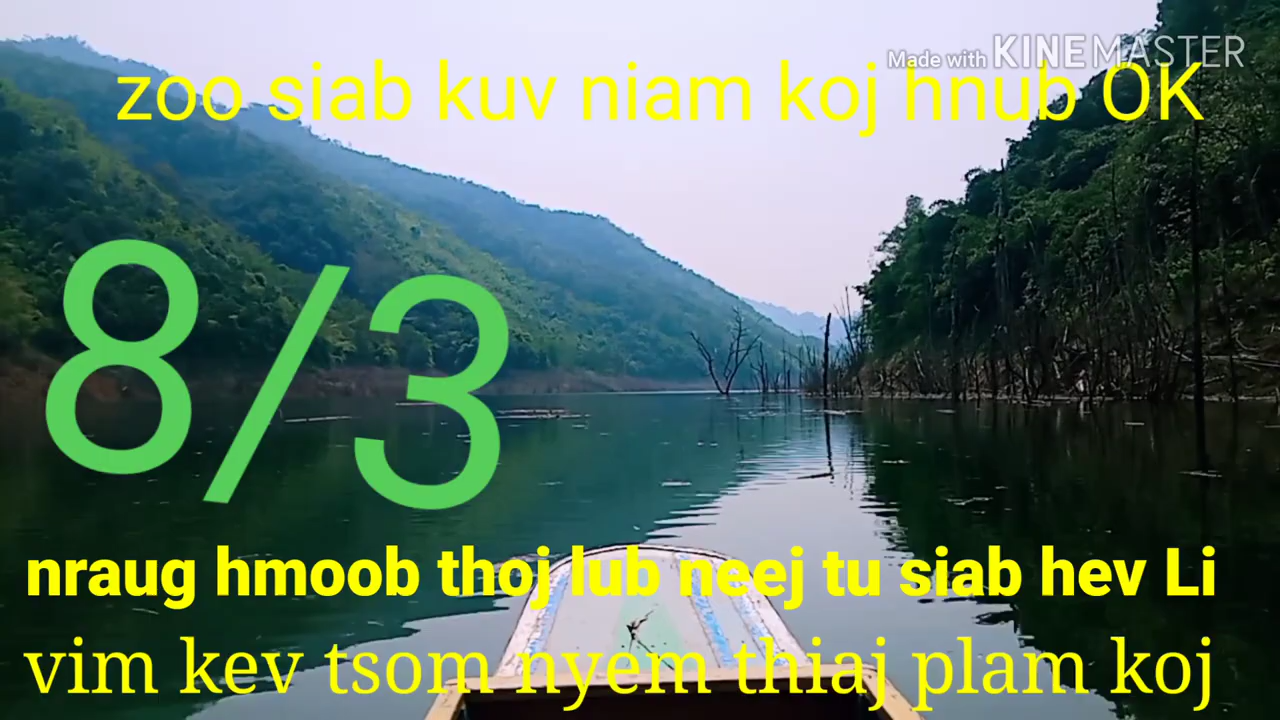 Made with KINEMASTER
zoo siab kuv niam koj hnub OK
8/3
nraug hmoob thoj lub neej tu siab hev Li
vim kev tsom nyem thiaj plam koj